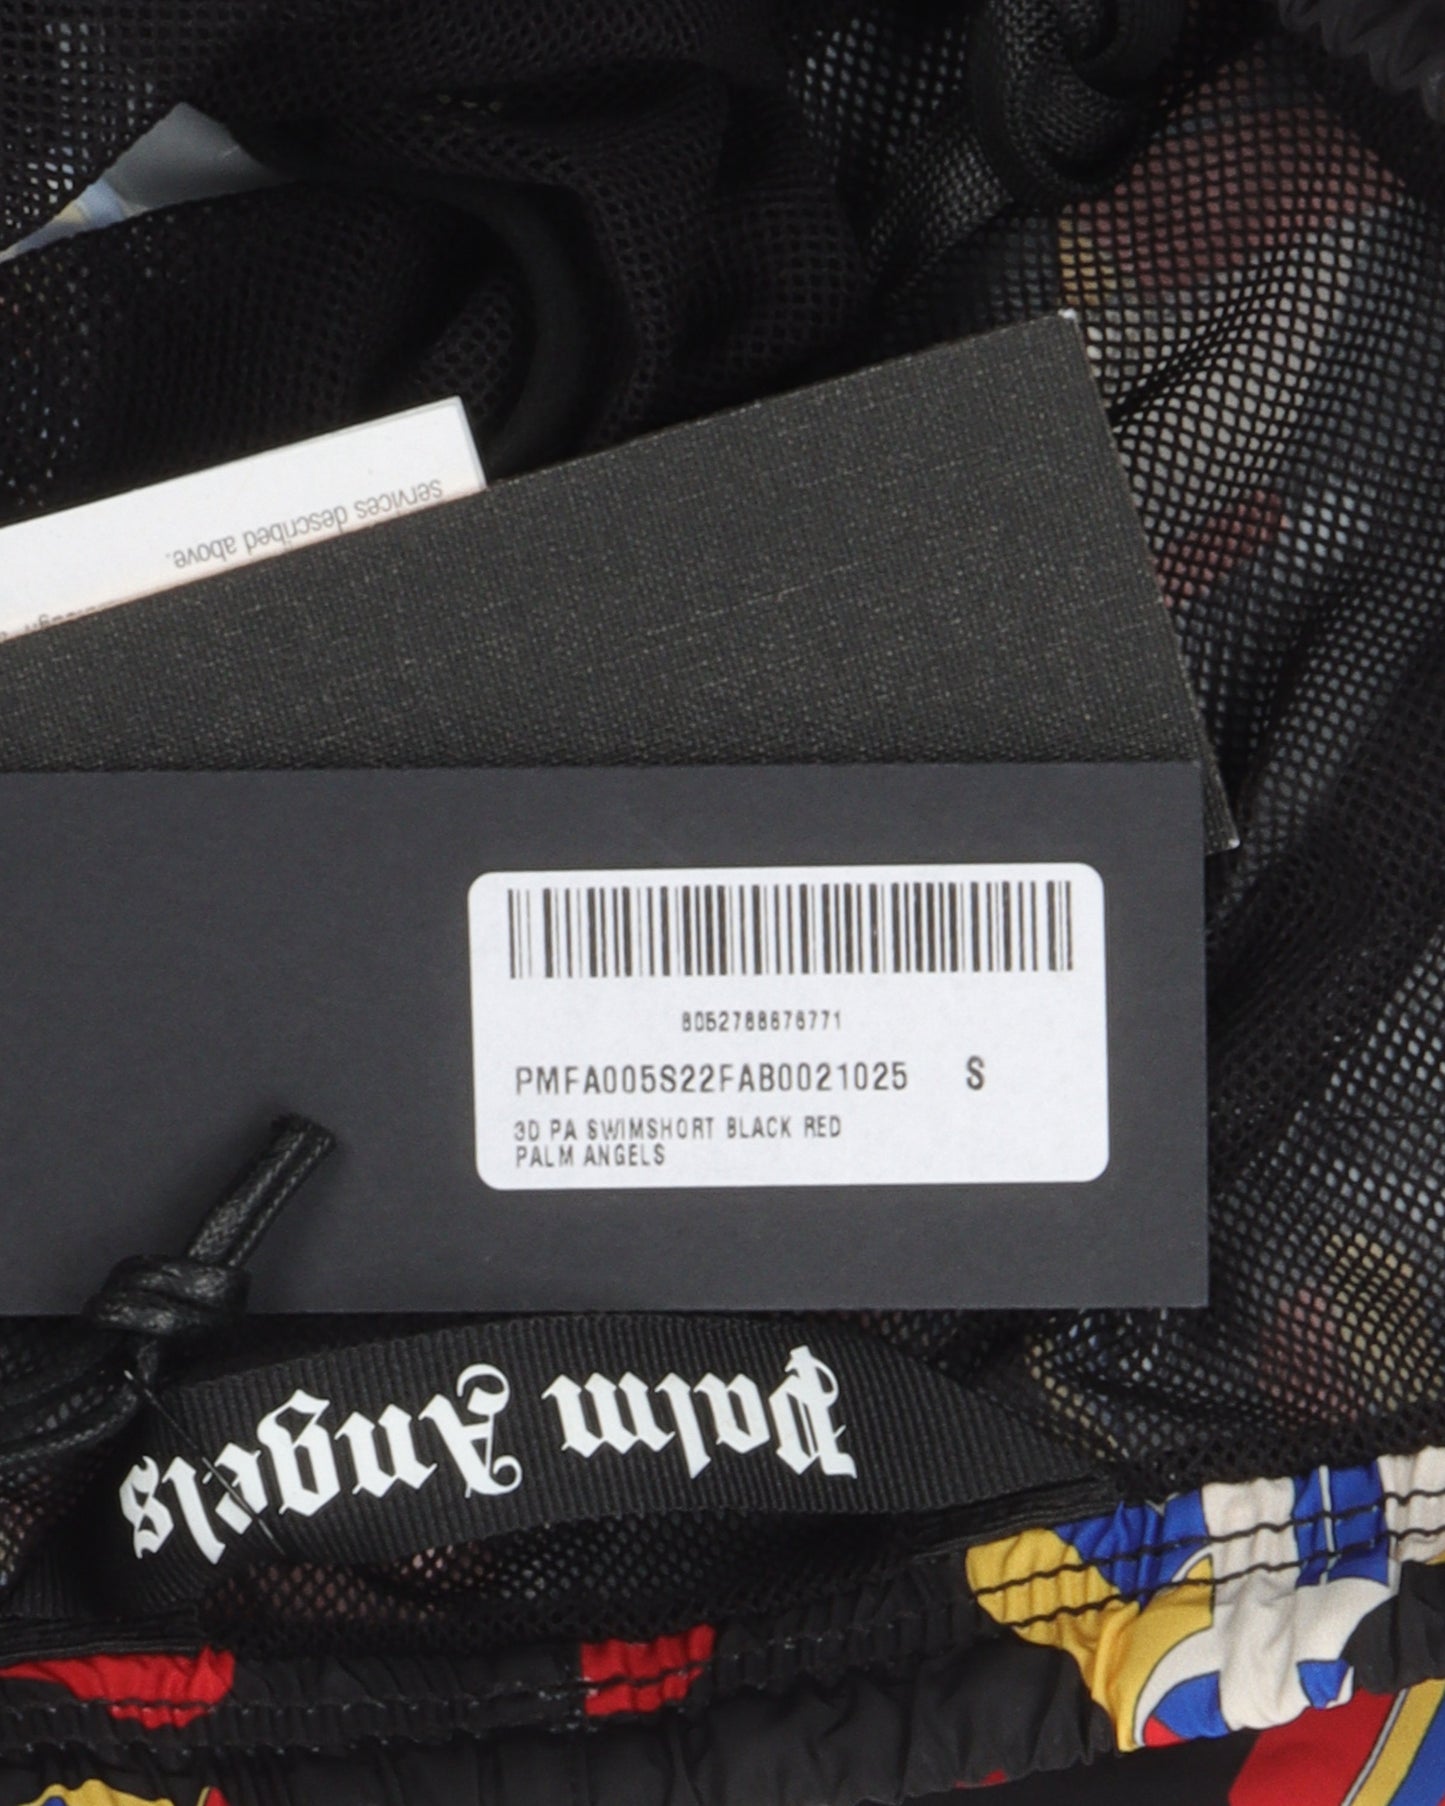 services described above.
8052788676771
PMFA005S22FAB0021025 S
3D PA SWIMSHORT BLACK RED
PALM ANGELS
Palm Angels